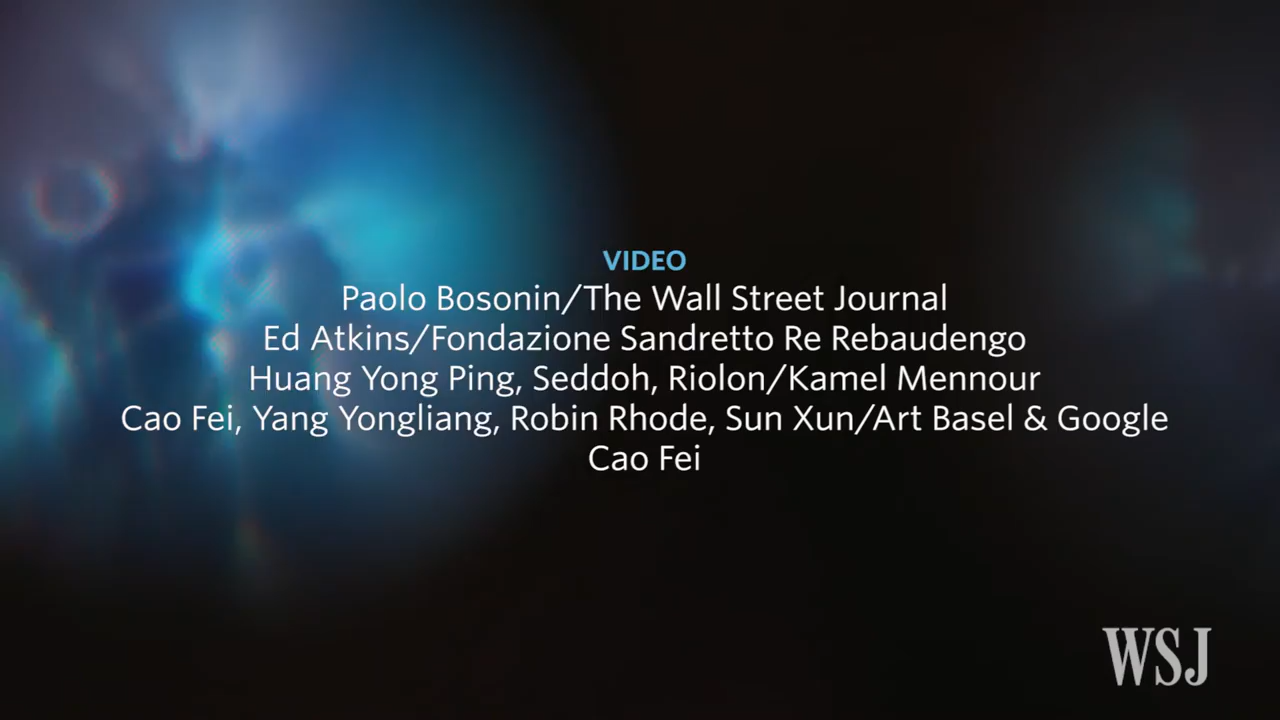 VIDEO
Paolo Bosonin/The Wall Street Journal
Ed Atkins/Fondazione Sandretto Re Rebaudengo
Huang Yong Ping, Seddoh, Riolon/Kamel Mennour
Cao Fei, Yang Yongliang, Robin Rhode, Sun Xun/Art Basel & Google
Cao Fei
WSJ